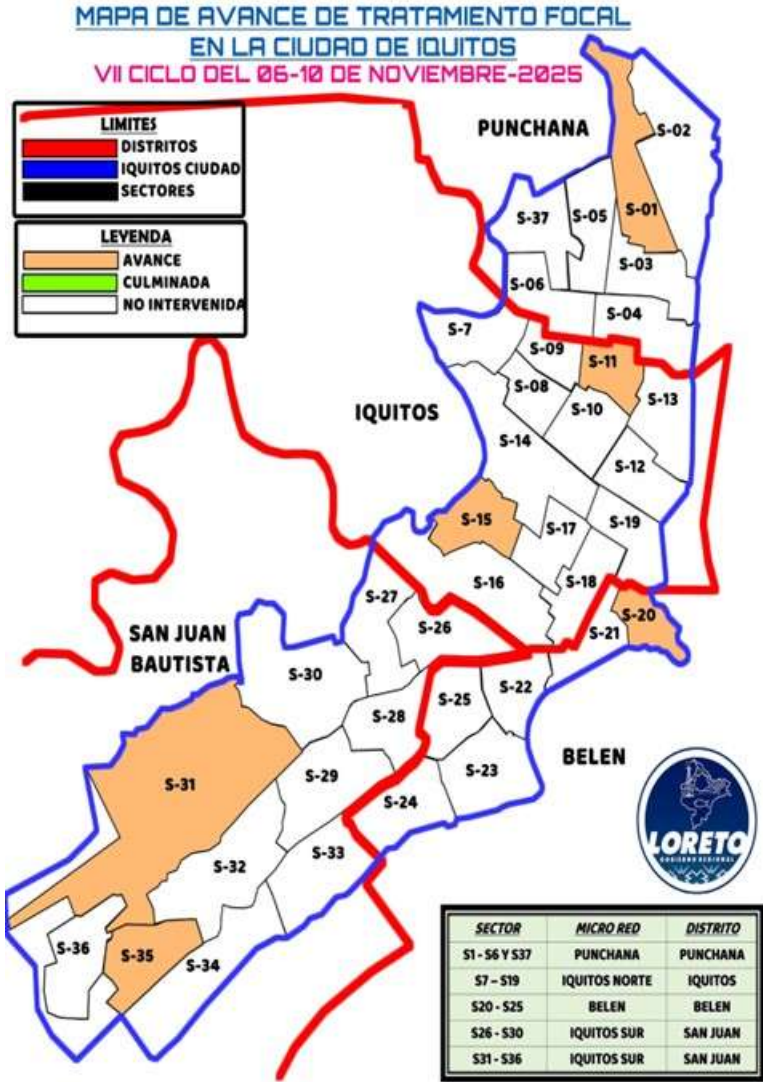 MAPA DE AVANCE DE TRATAMIENTO FOCAL
EN LA CIUDAD DE IQUITOS
VII CICLO DEL 06-10 DE NOVIEMBRE-2025
LIMITES
DISTRITOS
IQUITOS CIUDAD
SECTORES
LEYENDA
AVANCE
CULMINADA
NO INTERVENIDA
PUNCHANA
S-02
S-37
S-05
S-01
S-03
S-06
S-04
S-7
S-09
S-11
S-08
S-13
IQUITOS
S-10
S-14
S-12
S-15
S-17
S-19
S-16
S-18
S-27
S-20
S-26
S-21
SAN JUAN
BAUTISTA
S-30
S-22
S-25
S-28
BELEN
S-31
S-29
S-23
S-24
S-33
S-32
S-36
S-35
S-34
LORETO
GOBIERNO REGIONAL
SECTOR MICRO RED DISTRITO
S1 - S6 Y S37 PUNCHANA PUNCHANA
S7 – S19 IQUITOS NORTE IQUITOS
S20 - S25 BELEN BELEN
S26 - S30 IQUITOS SUR SAN JUAN
S31 - S36 IQUITOS SUR SAN JUAN